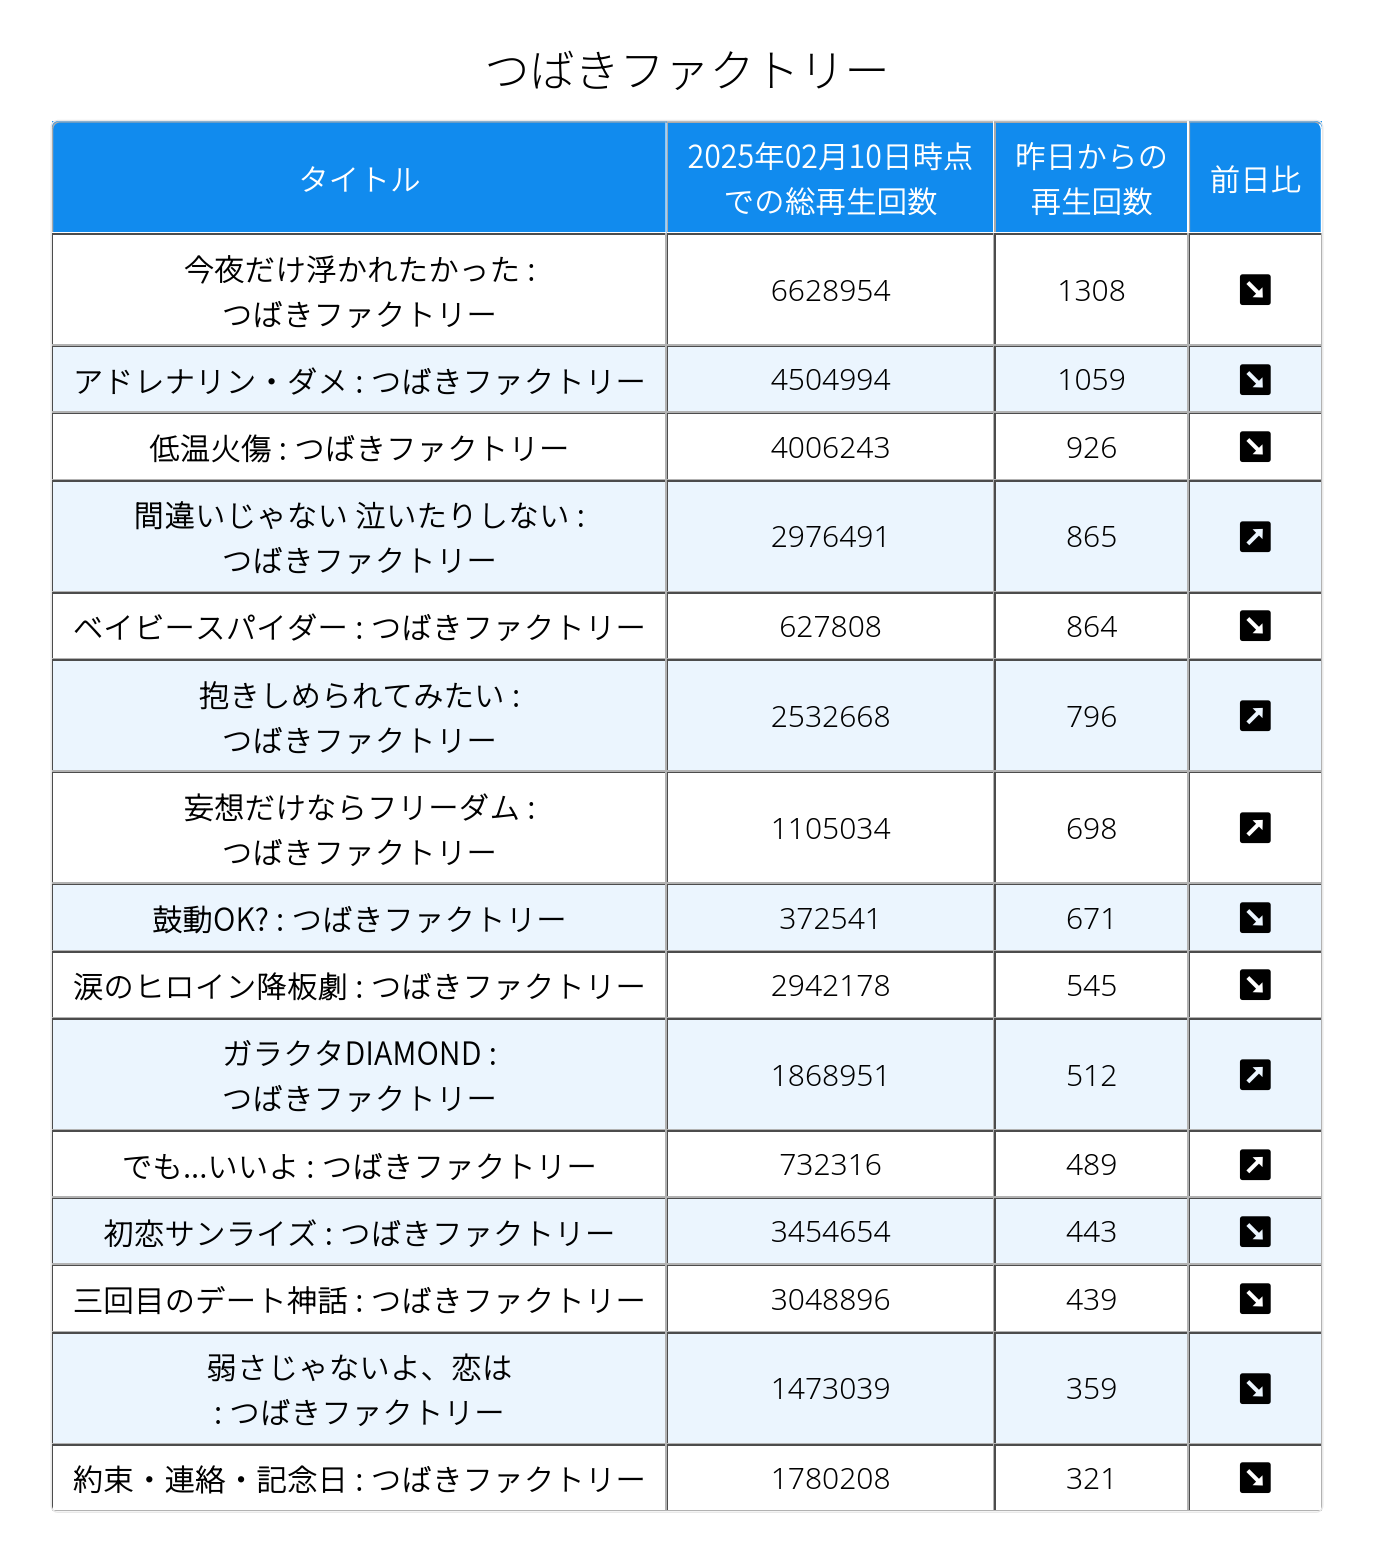 つばきファクトリー
タイトル
2025年02月10日時点
での総再生回数
昨日からの
再生回数
前日比
今夜だけ浮かれたかった :
つばきファクトリー
6628954
1308
アドレナリン・ダメ : つばきファクトリー
4504994
1059
低温火傷 : つばきファクトリー
4006243
926
間違いじゃない 泣いたりしない :
つばきファクトリー
2976491
865
ベイビースパイダー : つばきファクトリー
627808
864
抱きしめられてみたい :
つばきファクトリー
2532668
796
妄想だけならフリーダム :
つばきファクトリー
1105034
698
鼓動OK? : つばきファクトリー
372541
671
涙のヒロイン降板劇 : つばきファクトリー
2942178
545
ガラクタDIAMOND :
つばきファクトリー
1868951
512
でも...いいよ : つばきファクトリー
732316
489
初恋サンライズ : つばきファクトリー
3454654
443
三回目のデート神話 : つばきファクトリー
3048896
439
弱さじゃないよ、恋は
: つばきファクトリー
1473039
359
約束・連絡・記念日 : つばきファクトリー
1780208
321